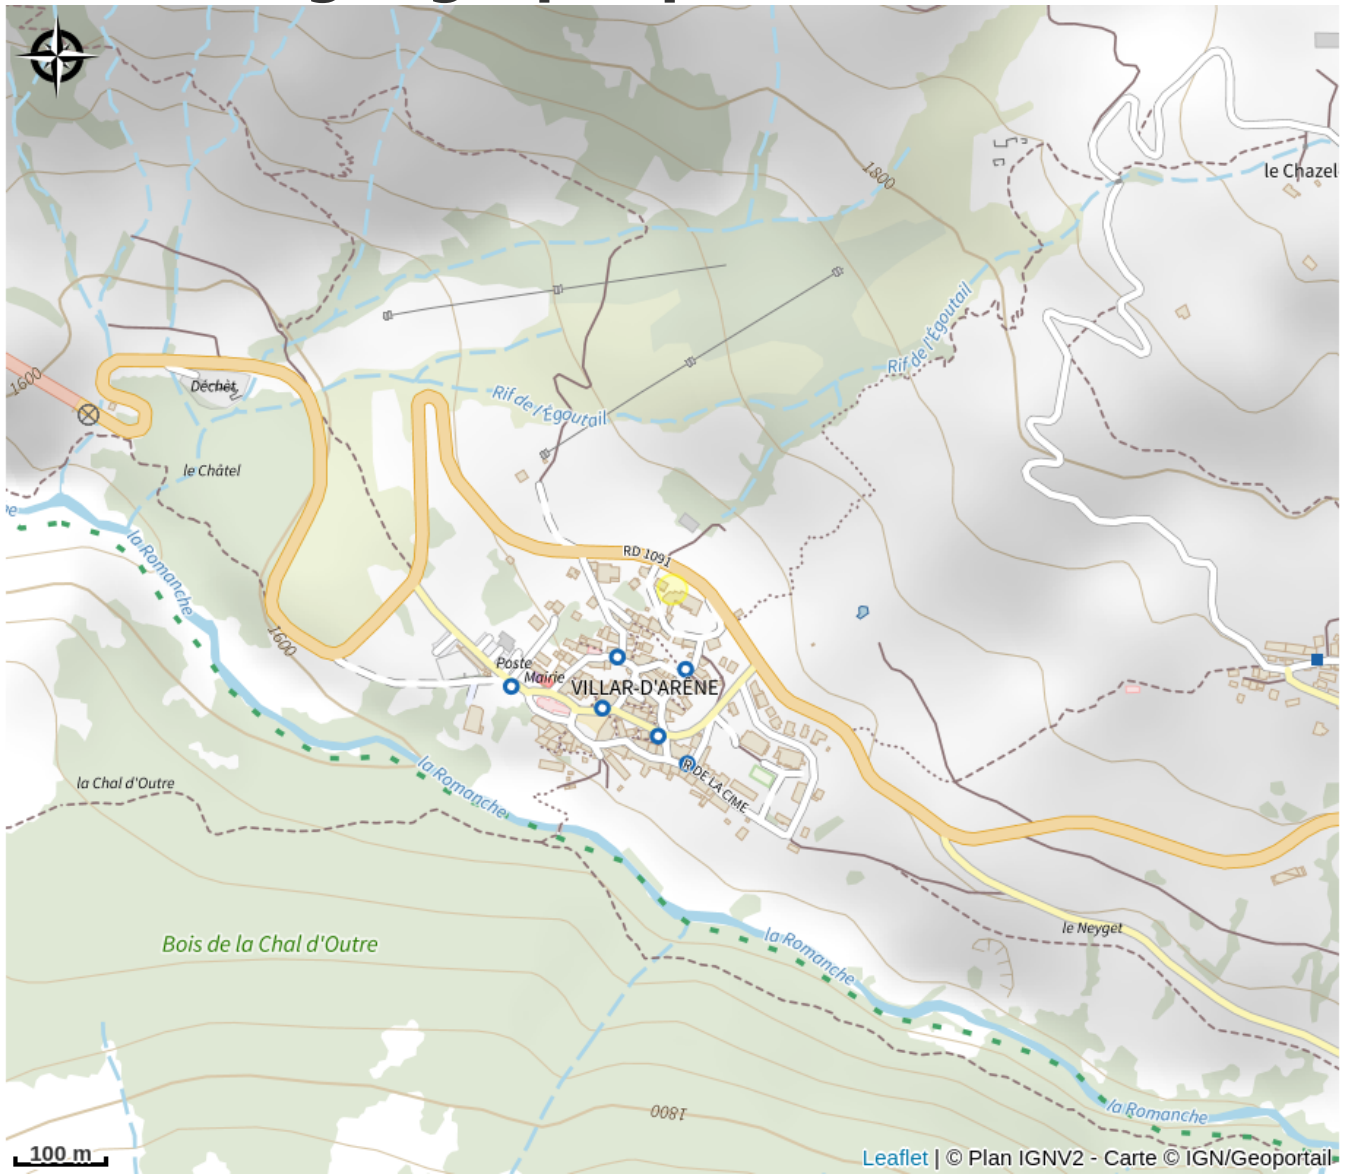 1800
le Chazel
Rif de l'Égoutail
1600
Déchèt.
Rif de l'Égoutail
le Châtel
la Romanche
RD 1091
1600
Poste
Mairie
VILLAR-D'ARÈNE
la Chal d'Outre
la Romanche
R DE LA CIME
le Neyget
la Romanche
Bois de la Chal d'Outre
1800
la Romanche
100 m
Leaflet | © Plan IGNV2 - Carte © IGN/Geoportail